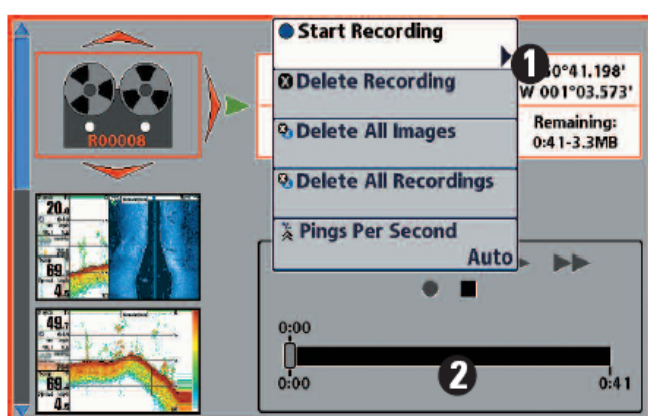 Start Recording
1
Delete Recording
Delete All Images
Delete All Recordings
Pings Per Second
Auto
0°41.198'
W 001°03.573'
Remaining:
0:41-3.3MB
R00008
20.
69.
4.
49.
69.
4.
0:00
2
0:00
0:41